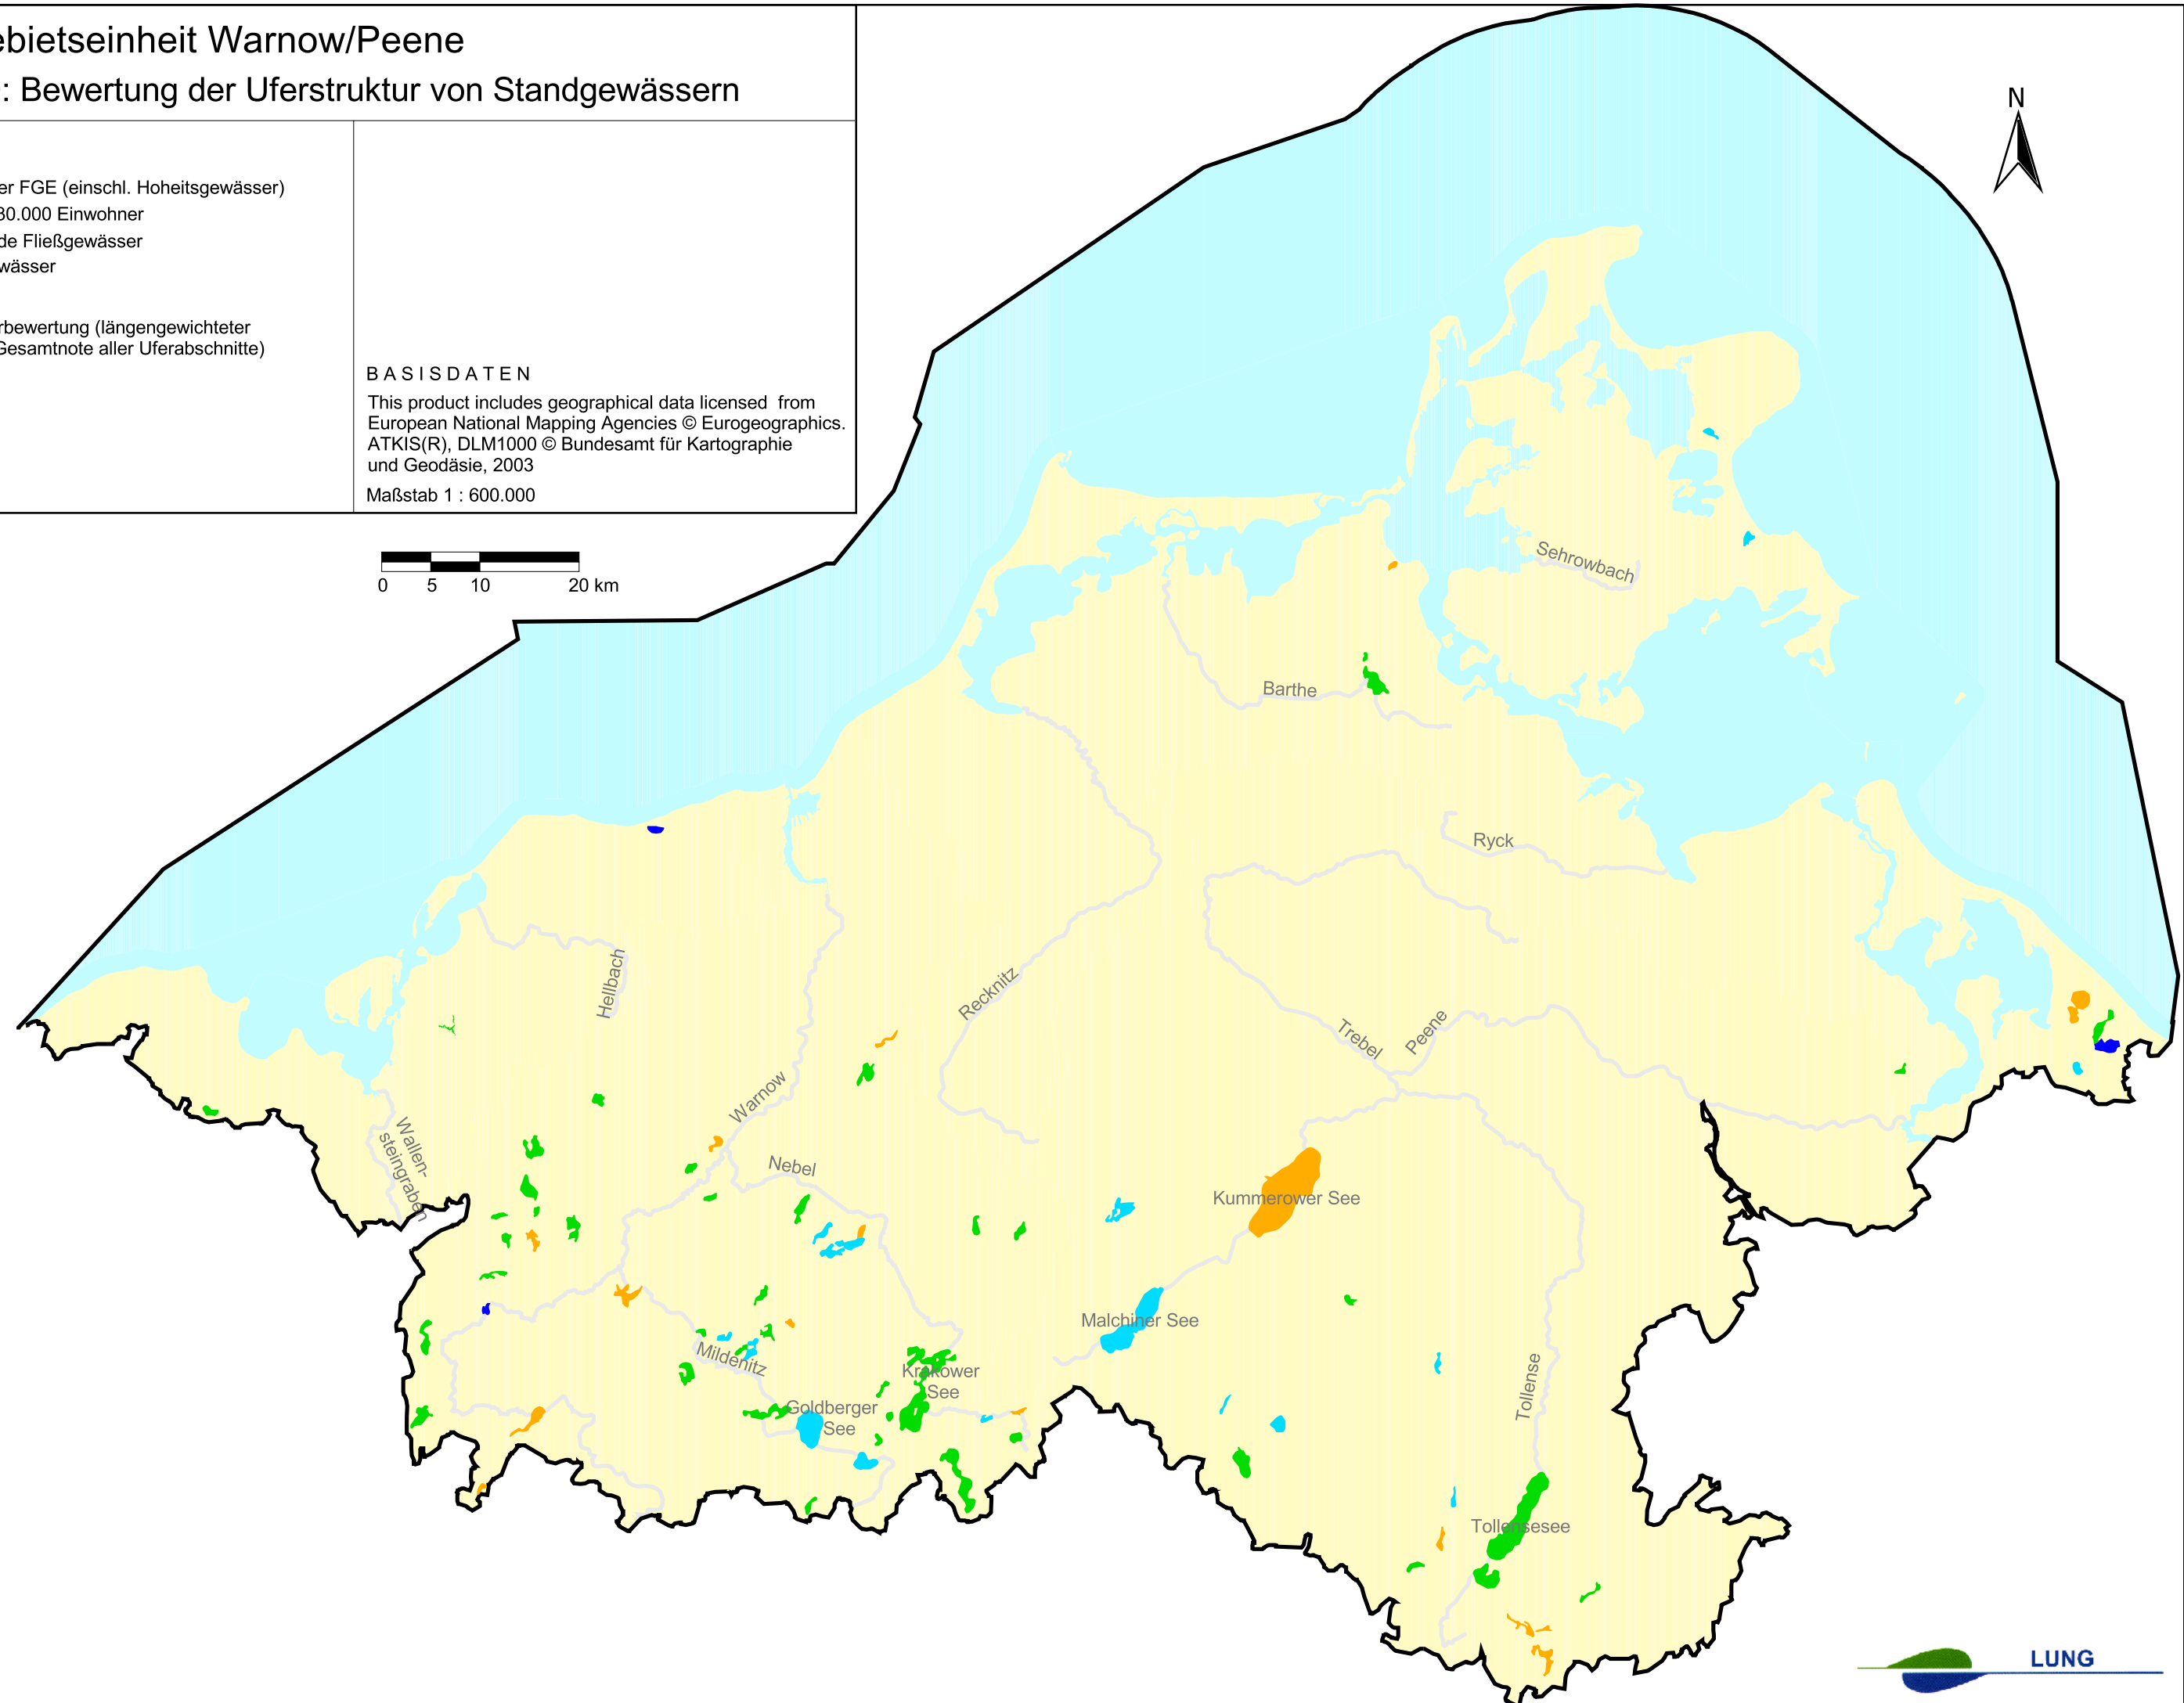 ebietseinheit Warnow/Peene
: Bewertung der Uferstruktur von Standgewässern
er FGE (einschl. Hoheitsgewässer)
30.000 Einwohner
de Fließgewässer
wässer
rbewertung (längengewichteter
Gesamtnote aller Uferabschnitte)
BASISDATEN
This product includes geographical data licensed from
European National Mapping Agencies © Eurogeographics.
ATKIS(R), DLM1000 © Bundesamt für Kartographie
und Geodäsie, 2003
Maßstab 1 : 600.000
0 5 10 20 km
N
Sehrowbach
Barthe
Ryck
Hellbach
Recknitz
Trebel
Peene
Warnow
Wallen-
steingraben
Nebel
Kummerower See
Malchiner See
Mildenitz
Krakower
See
Goldberger
See
Tollense
Tollensesee
LUNG